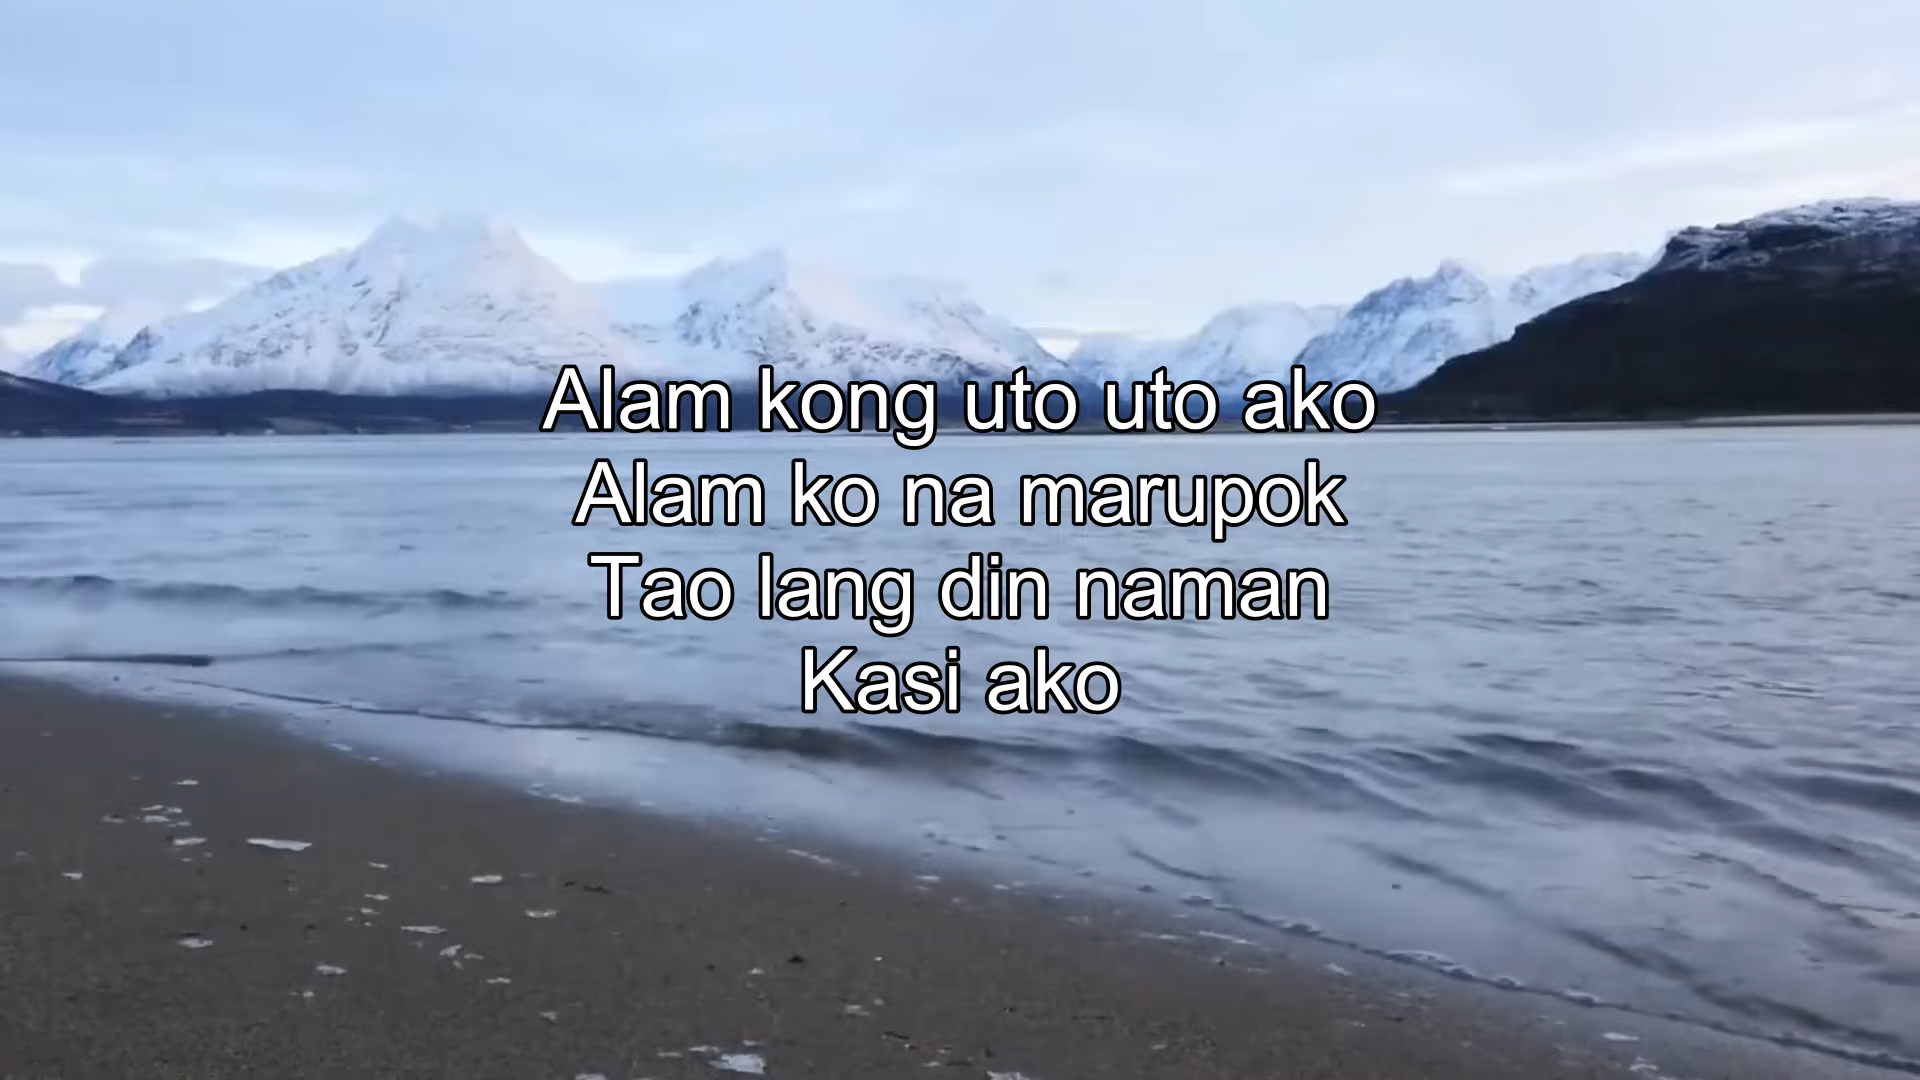 Alam kong uto uto ako
Alam ko na marupok
Tao lang din naman
Kasi ako